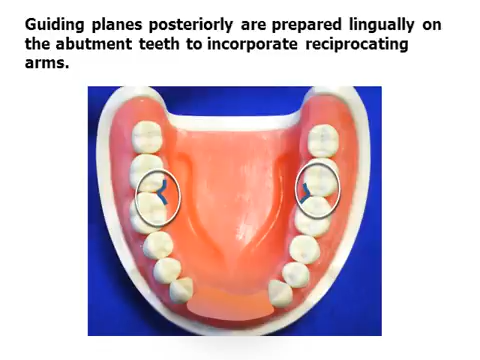 Guiding planes posteriorly are prepared lingually on
the abutment teeth to incorporate reciprocating
arms.